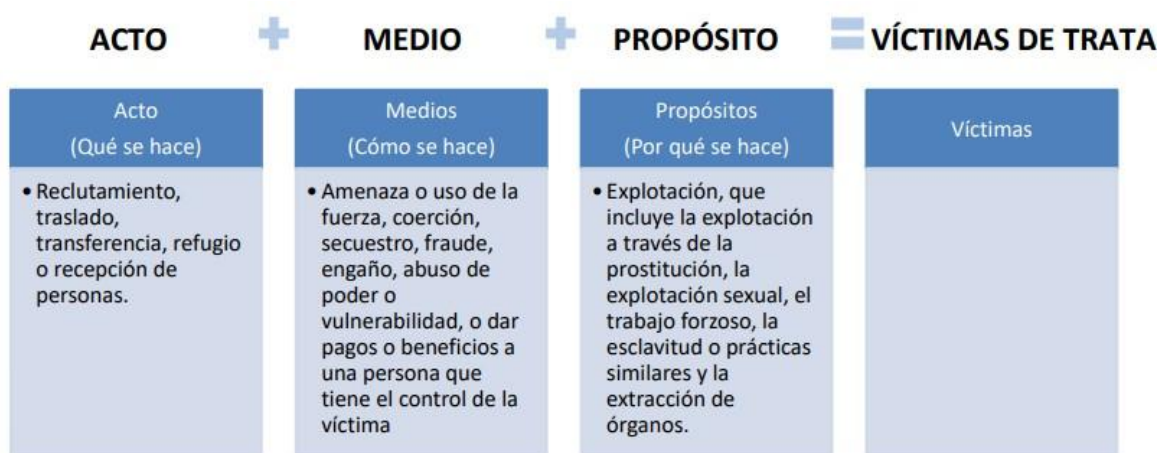 ACTO + MEDIO + PROPÓSITO = VÍCTIMAS DE TRATA
Acto
(Qué se hace)
• Reclutamiento,
traslado,
transferencia, refugio
o recepción de
personas.
Medios
(Cómo se hace)
• Amenaza o uso de la
fuerza, coerción,
secuestro, fraude,
engaño, abuso de
poder o
vulnerabilidad, o dar
pagos o beneficios a
una persona que
tiene el control de la
víctima
Propósitos
(Por qué se hace)
• Explotación, que
incluye la explotación
a través de la
prostitución, la
explotación sexual, el
trabajo forzoso, la
esclavitud o prácticas
similares y la
extracción de
órganos.
Víctimas